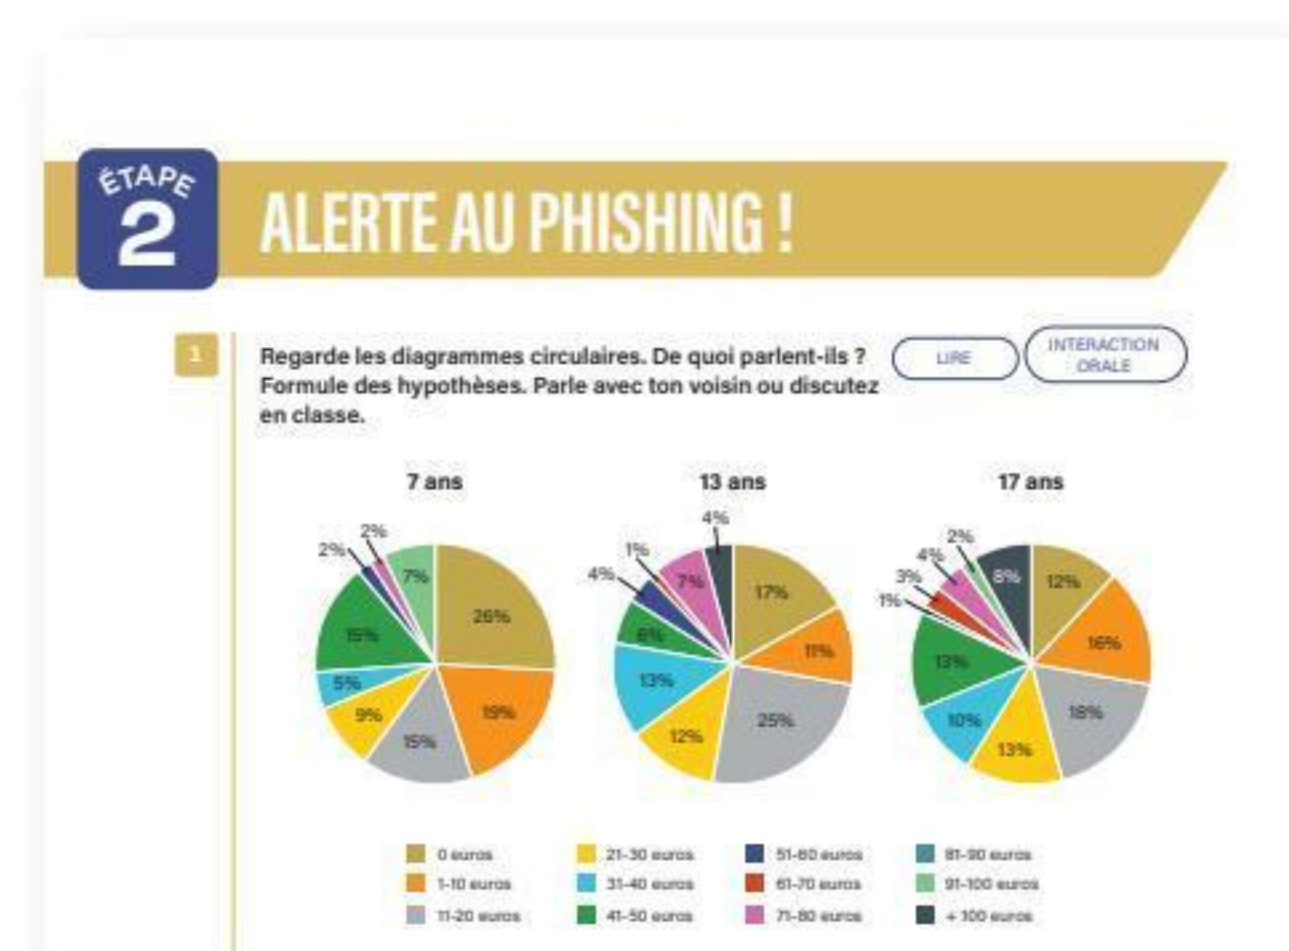 ÉTAPE
2
ALERTE AU PHISHING !
1
Regarde les diagrammes circulaires. De quoi parlent-ils ?
Formule des hypothèses. Parle avec ton voisin ou discutez
en classe.
LIRE
INTERACTION
ORALE
7 ans
2%
2%
7%
26%
15%
5%
9%
15%
19%
13 ans
4%
1%
4%
7%
17%
6%
11%
13%
12%
25%
17 ans
2%
4%
3%
1%
8%
12%
16%
13%
10%
13%
18%
0 euros
21-30 euros
51-60 euros
81-90 euros
1-10 euros
31-40 euros
61-70 euros
91-100 euros
11-20 euros
41-50 euros
71-80 euros
+ 100 euros